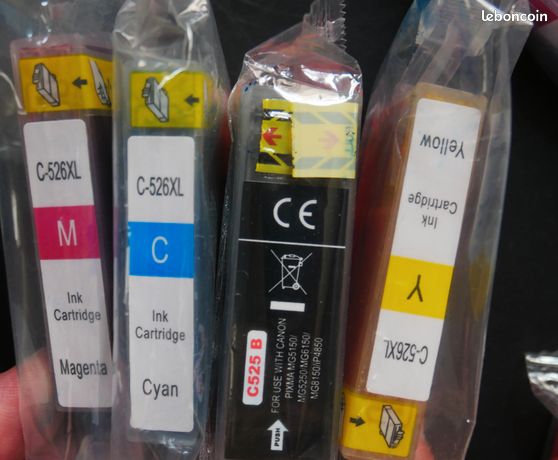 leboncoin
C-526XL
M
Ink
Cartridge
Magenta
C-526XL
C
Ink
Cartridge
Cyan
CE
C525 B
FOR USE WITH CANON
PIXMA MG5150/
MG5250/MG6150/
MG8150/IP4850
PUSH
C-526XL
Y
Ink
Cartridge
Yellow